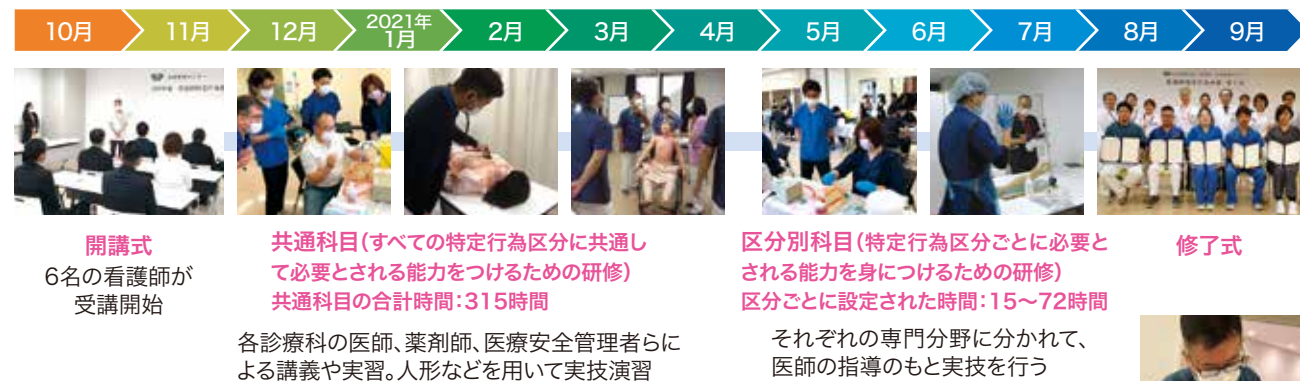 10月
11月
12月
2021年
1月
2月
3月
4月
5月
6月
7月
8月
9月
開講式
6名の看護師が
受講開始
共通科目(すべての特定行為区分に共通し
て必要とされる能力をつけるための研修)
共通科目の合計時間:315時間
各診療科の医師、薬剤師、医療安全管理者らに
よる講義や実習。人形などを用いて実技演習
区分別科目(特定行為区分ごとに必要と
される能力を身につけるための研修)
区分ごとに設定された時間:15〜72時間
それぞれの専門分野に分かれて、
医師の指導のもと実技を行う
修了式